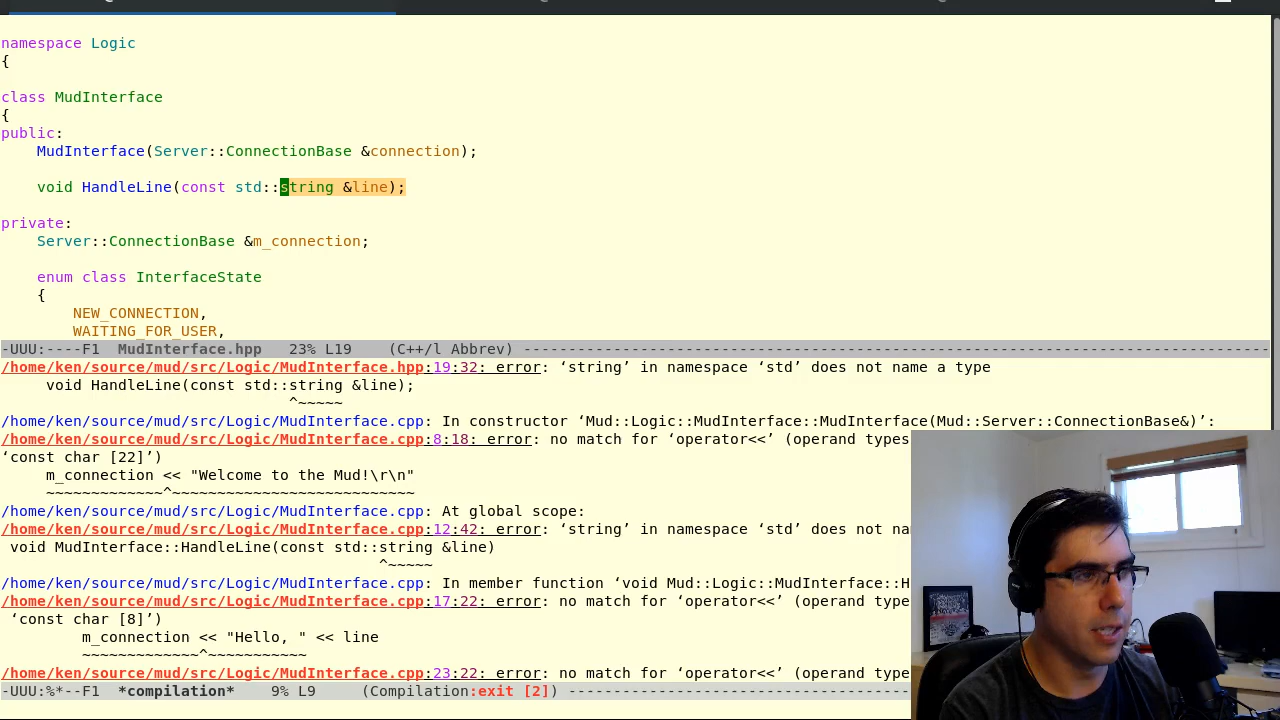 namespace Logic
{
class MudInterface
{
public:
    MudInterface(Server::ConnectionBase &connection);
    void HandleLine(const std::string &line);
private:
    Server::ConnectionBase &m_connection;
    enum class InterfaceState
    {
        NEW_CONNECTION,
        WAITING_FOR_USER,
-UUU:----F1  MudInterface.hpp   23% L19    (C++/l Abbrev) ----------------------------------------------------------------------------------
/home/ken/source/mud/src/Logic/MudInterface.hpp:19:32: error: ‘string’ in namespace ‘std’ does not name a type
     void HandleLine(const std::string &line);
                                ^~~~~~
/home/ken/source/mud/src/Logic/MudInterface.cpp: In constructor ‘Mud::Logic::MudInterface::MudInterface(Mud::Server::ConnectionBase&)’:
/home/ken/source/mud/src/Logic/MudInterface.cpp:8:18: error: no match for ‘operator<<’ (operand types
‘const char [22]’)
     m_connection << "Welcome to the Mud!\r\n"
     ~~~~~~~~~~~~~^~~~~~~~~~~~~~~~~~~~~~~~~~~~
/home/ken/source/mud/src/Logic/MudInterface.cpp: At global scope:
/home/ken/source/mud/src/Logic/MudInterface.cpp:12:42: error: ‘string’ in namespace ‘std’ does not na
 void MudInterface::HandleLine(const std::string &line)
                                          ^~~~~~
/home/ken/source/mud/src/Logic/MudInterface.cpp: In member function ‘void Mud::Logic::MudInterface::H
/home/ken/source/mud/src/Logic/MudInterface.cpp:17:22: error: no match for ‘operator<<’ (operand type
 ‘const char [8]’)
         m_connection << "Hello, " << line
         ~~~~~~~~~~~~~^~~~~~~~~~~~
/home/ken/source/mud/src/Logic/MudInterface.cpp:23:22: error: no match for ‘operator<<’ (operand type
-UUU:%*--F1  *compilation*    9% L9     (Compilation:exit [2]) --------------------------------------